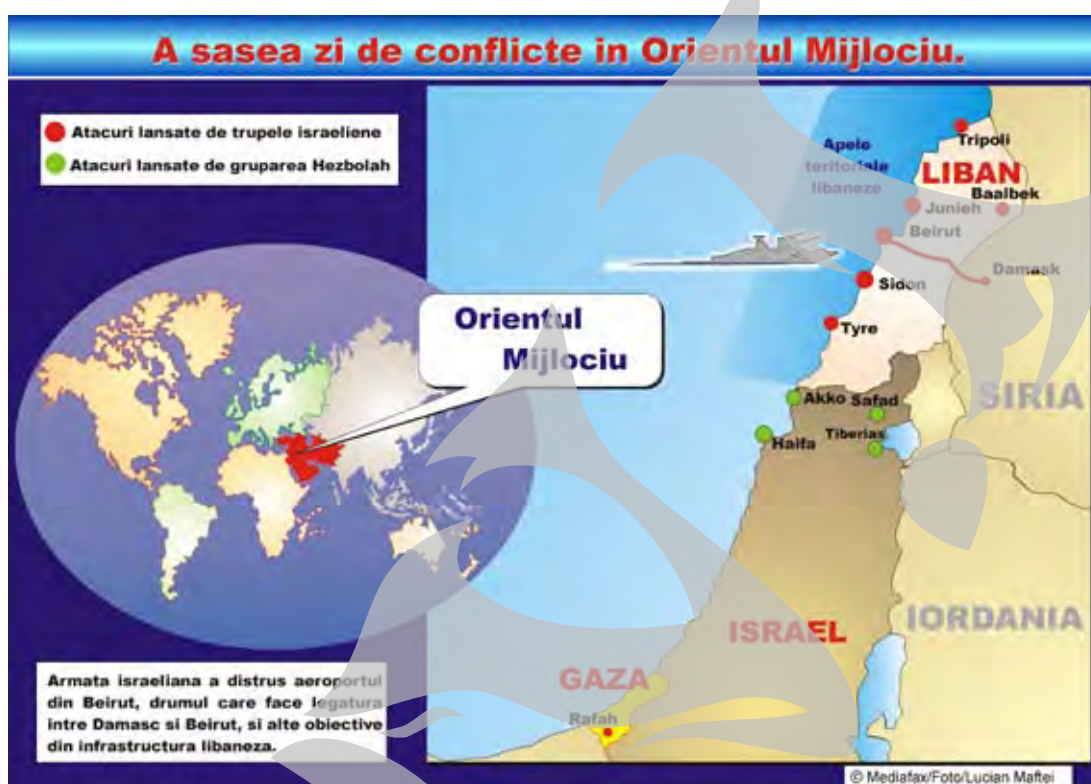 A sasea zi de conflicte in Orientul Mijlociu.
Atacuri lansate de trupele israeliene
Atacuri lansate de gruparea Hezbolah
Orientul
Mijlociu
Armata israeliana a distrus aeroportul
din Beirut, drumul care face legatura
intre Damasc si Beirut, si alte obiective
din infrastructura libaneza.
Apele
teritoriale
libaneze
Tripoli
LIBAN
Baalbek
Junieh
Beirut
Damask
Sidon
Tyre
SIRIA
Akko
Safad
Haifa
Tiberias
IORDANIA
ISRAEL
GAZA
Rafah
© Mediafax/Foto/Lucian Maftei